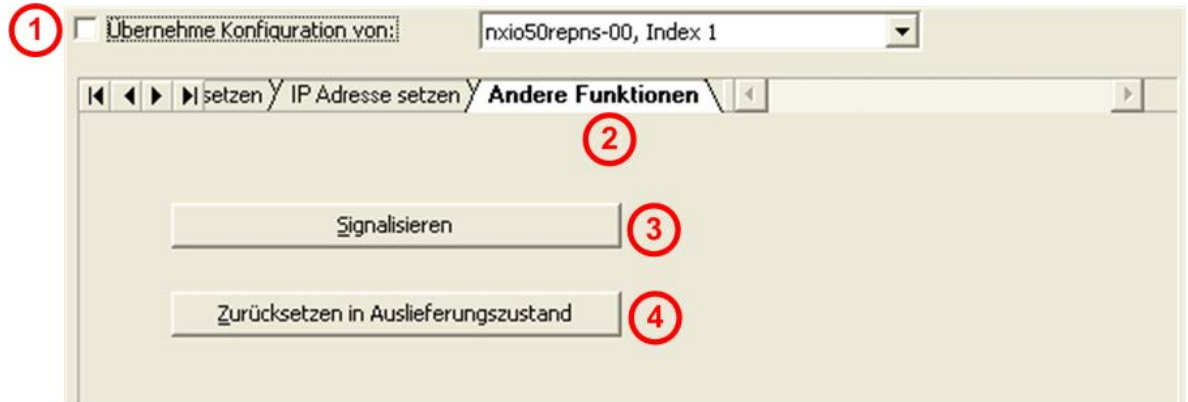 1 Übernehme Konfiguration von: nxio50repns-00, Index 1
setzen IP Adresse setzen Andere Funktionen
2
Signalisieren 3
Zurücksetzen in Auslieferungszustand 4